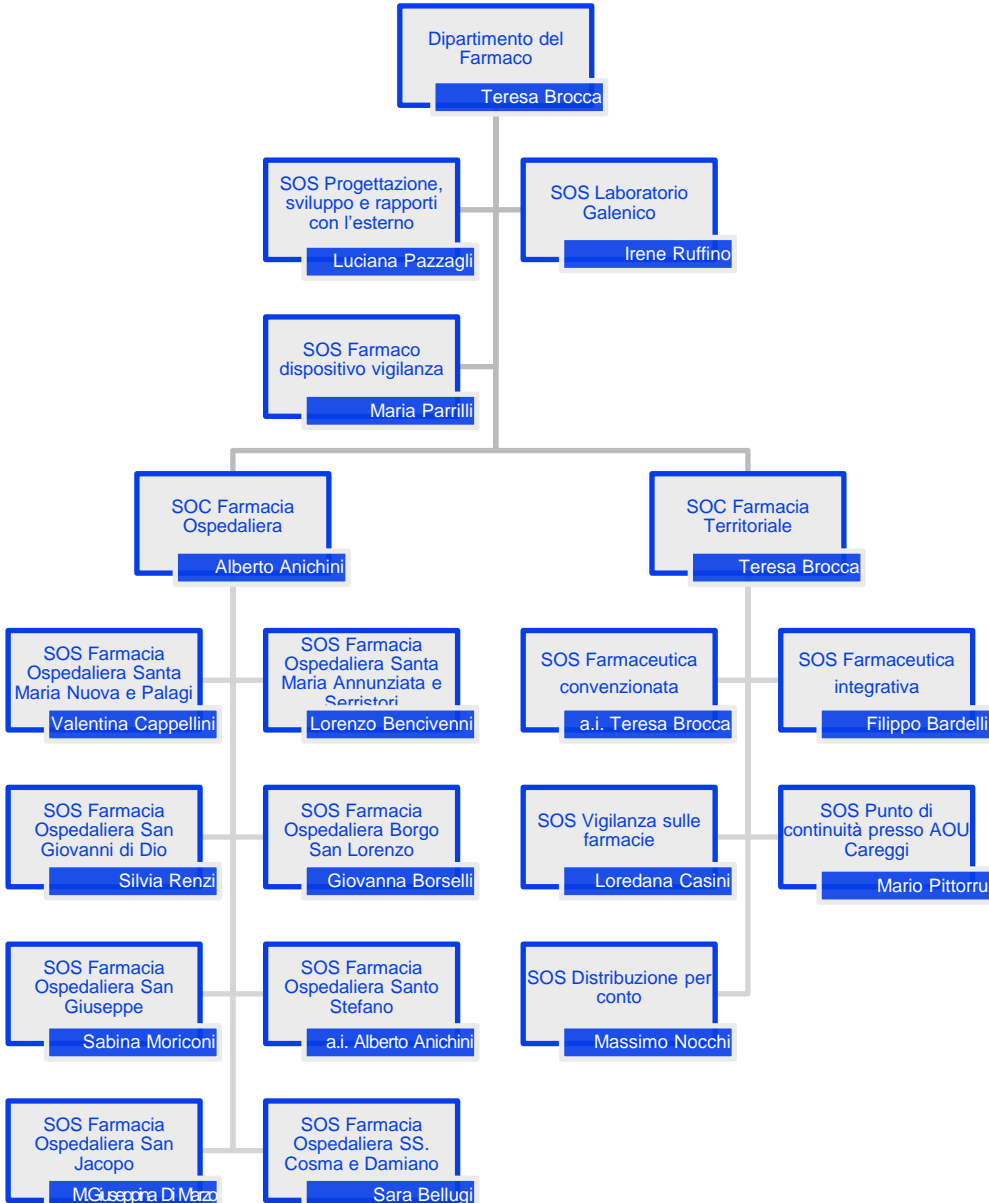 Dipartimento del
Farmaco
Teresa Brocca
SOS Progettazione,
sviluppo e rapporti
con l'esterno
Luciana Pazzagli
SOS Laboratorio
Galenico
Irene Ruffino
SOS Farmaco
dispositivo vigilanza
Maria Parrilli
SOC Farmacia
Ospedaliera
Alberto Anichini
SOC Farmacia
Territoriale
Teresa Brocca
SOS Farmacia
Ospedaliera Santa
Maria Nuova e Palagi
Valentina Cappellini
SOS Farmacia
Ospedaliera Santa
Maria Annunziata e
Serristori
Lorenzo Bencivenni
SOS Farmaceutica
convenzionata
a.i. Teresa Brocca
SOS Farmaceutica
integrativa
Filippo Bardelli
SOS Farmacia
Ospedaliera San
Giovanni di Dio
Silvia Renzi
SOS Farmacia
Ospedaliera Borgo
San Lorenzo
Giovanna Borselli
SOS Vigilanza sulle
farmacie
Loredana Casini
SOS Punto di
continuità presso AOU
Careggi
Mario Pittorru
SOS Farmacia
Ospedaliera San
Giuseppe
Sabina Moriconi
SOS Farmacia
Ospedaliera Santo
Stefano
a.i. Alberto Anichini
SOS Distribuzione per
conto
Massimo Nocchi
SOS Farmacia
Ospedaliera San
Jacopo
M.Giuseppina Di Marzo
SOS Farmacia
Ospedaliera SS.
Cosma e Damiano
Sara Bellugi